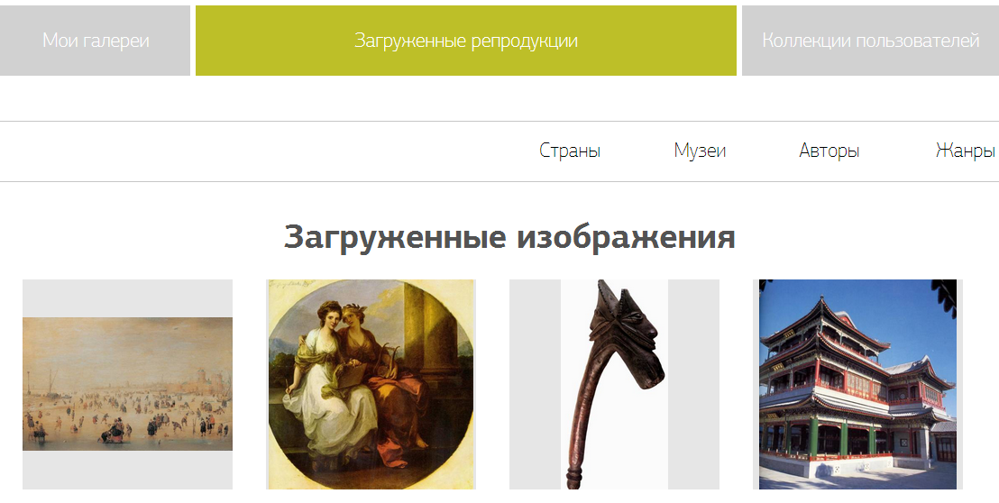 Мои галереи
Загруженные репродукции
Коллекции пользователей
Страны
Музеи
Авторы
Жанры
Загруженные изображения